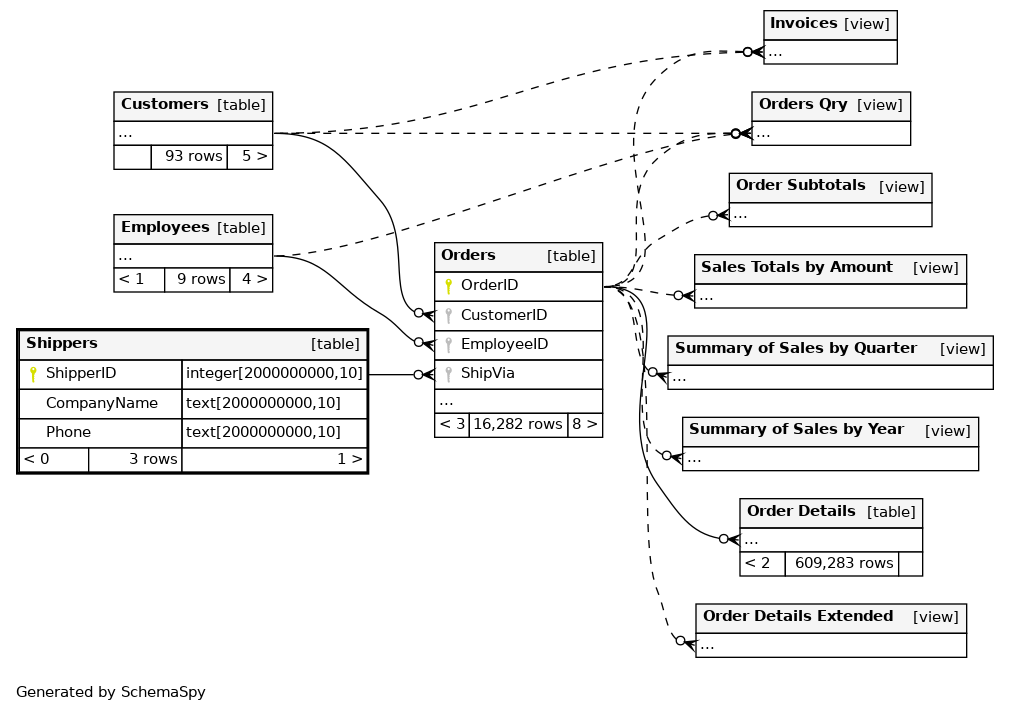 Invoices [view]
...
Customers [table]
...
93 rows 5 >
Orders Qry [view]
...
Order Subtotals [view]
...
Employees [table]
...
< 1 9 rows 4 >
Orders [table]
OrderID
CustomerID
EmployeeID
ShipVia
...
< 3 16,282 rows 8 >
Sales Totals by Amount [view]
...
Shippers [table]
ShipperID integer[2000000000,10]
CompanyName text[2000000000,10]
Phone text[2000000000,10]
< 0 3 rows 1 >
Summary of Sales by Quarter [view]
...
Summary of Sales by Year [view]
...
Order Details [table]
...
< 2 609,283 rows
Order Details Extended [view]
...
Generated by SchemaSpy